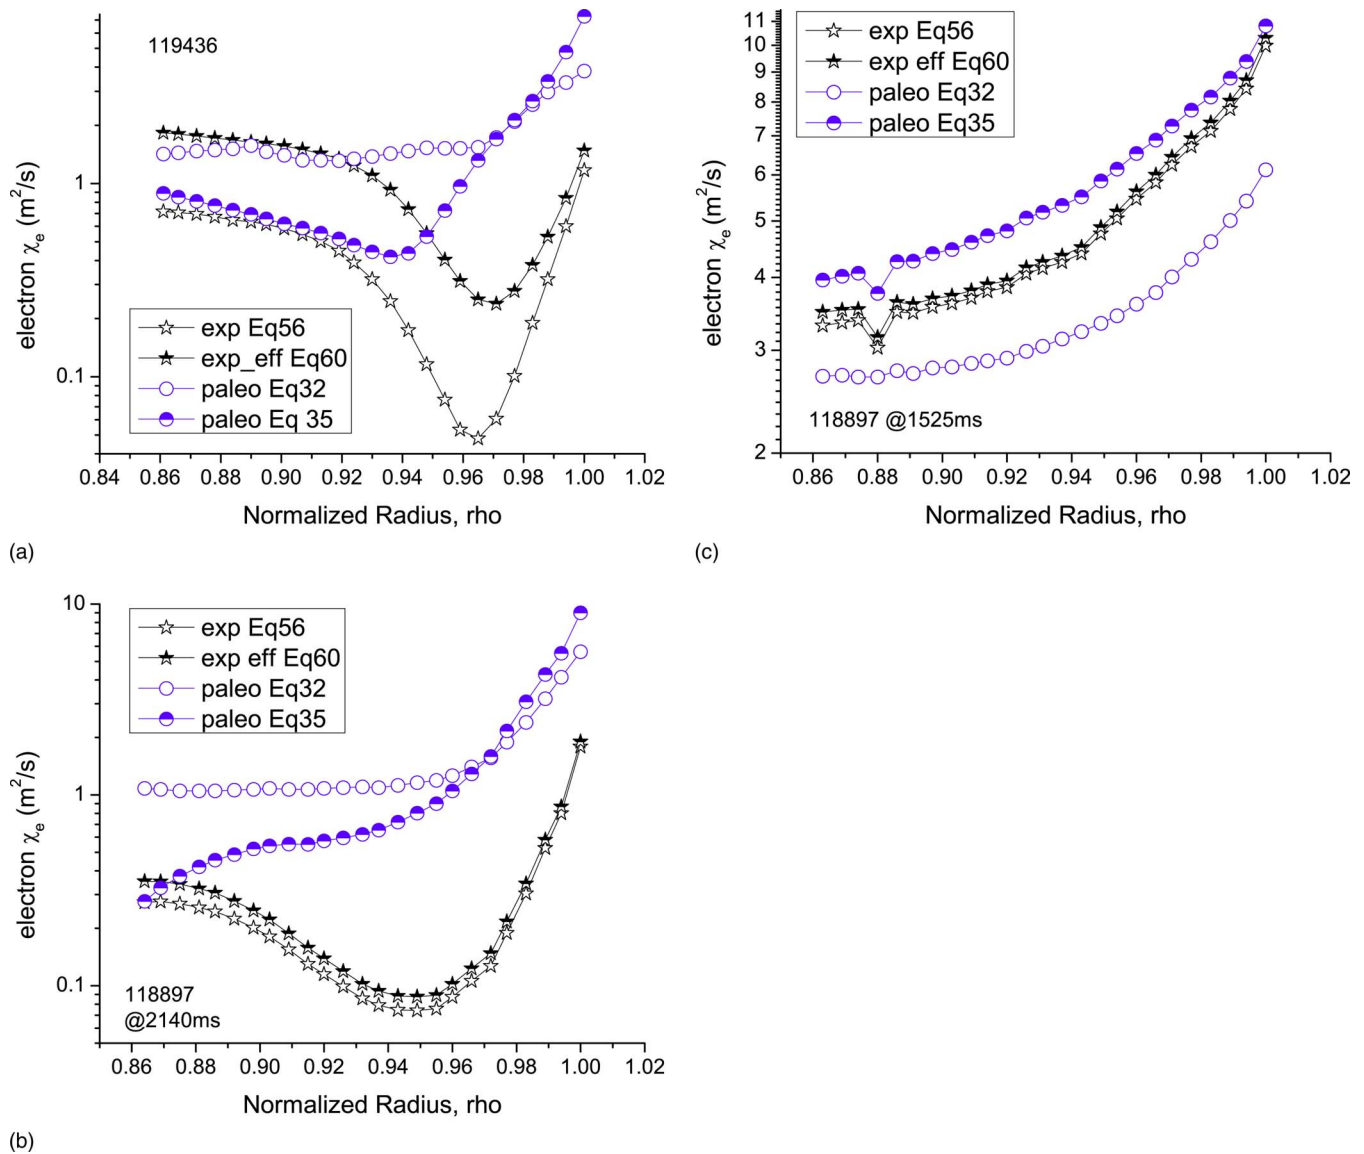 119436
electron χe (m²/s)
1
0.1
exp Eq56
exp_eff Eq60
paleo Eq32
paleo Eq 35
0.84 0.86 0.88 0.90 0.92 0.94 0.96 0.98 1.00 1.02
Normalized Radius, rho
(a)
exp Eq56
exp eff Eq60
paleo Eq32
paleo Eq35
electron χe (m²/s)
11
10
9
8
7
6
5
4
3
2
118897 @1525ms
0.86 0.88 0.90 0.92 0.94 0.96 0.98 1.00 1.02
Normalized Radius, rho
(c)
exp Eq56
exp eff Eq60
paleo Eq32
paleo Eq35
electron χe (m²/s)
10
1
0.1
118897
@2140ms
0.86 0.88 0.90 0.92 0.94 0.96 0.98 1.00 1.02
Normalized Radius, rho
(b)